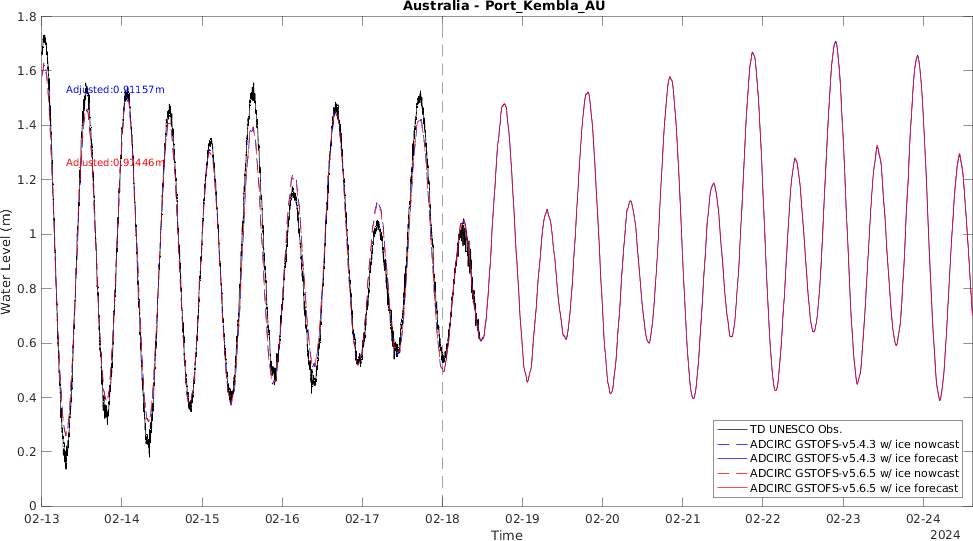 Australia - Port_Kembla_AU
Water Level (m)
1.8
1.6
1.4
1.2
1
0.8
0.6
0.4
0.2
0
Adjusted:0.91157m
Adjusted:0.91446m
TD UNESCO Obs.
ADCIRC GSTOFS-v5.4.3 w/ ice nowcast
ADCIRC GSTOFS-v5.4.3 w/ ice forecast
ADCIRC GSTOFS-v5.6.5 w/ ice nowcast
ADCIRC GSTOFS-v5.6.5 w/ ice forecast
02-13 02-14 02-15 02-16 02-17 02-18 02-19 02-20 02-21 02-22 02-23 02-24
Time
2024